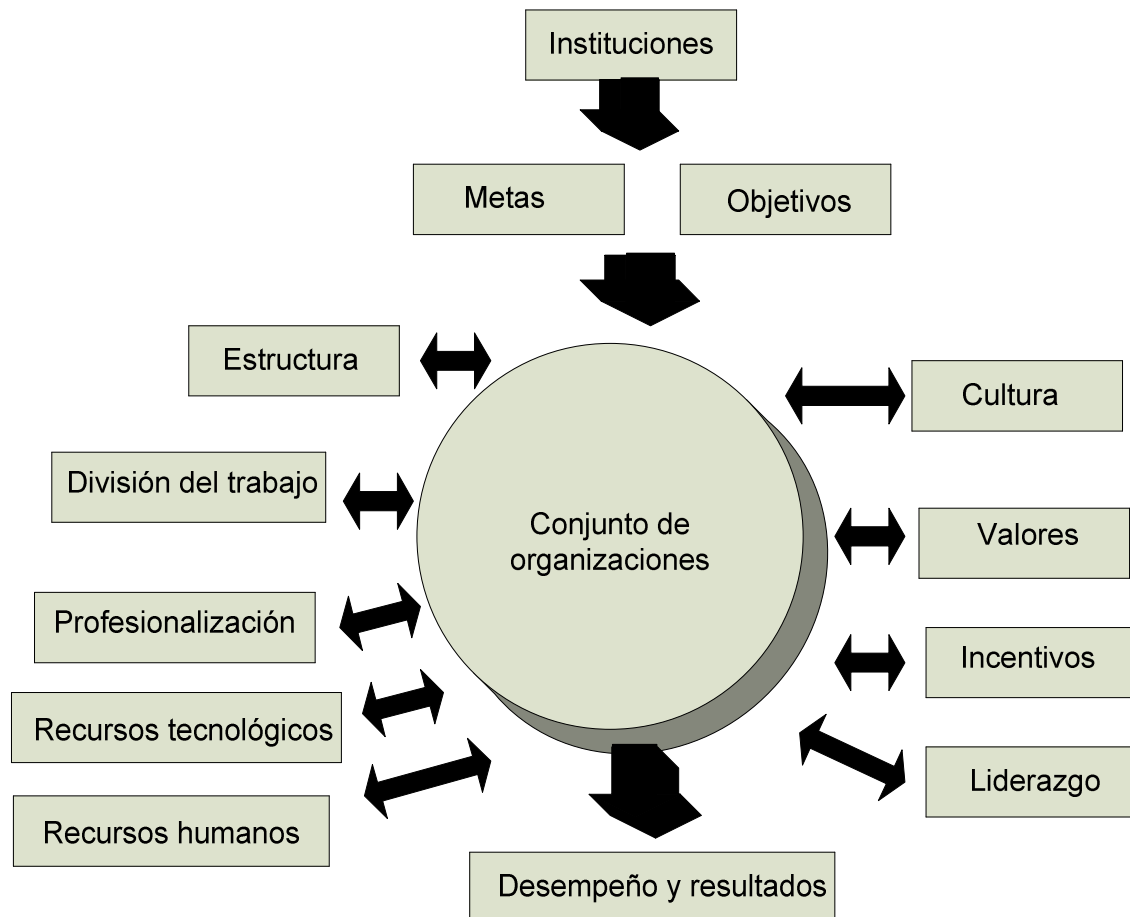 Instituciones
Metas
Objetivos
Estructura
Cultura
División del trabajo
Conjunto de
organizaciones
Valores
Profesionalización
Incentivos
Recursos tecnológicos
Liderazgo
Recursos humanos
Desempeño y resultados